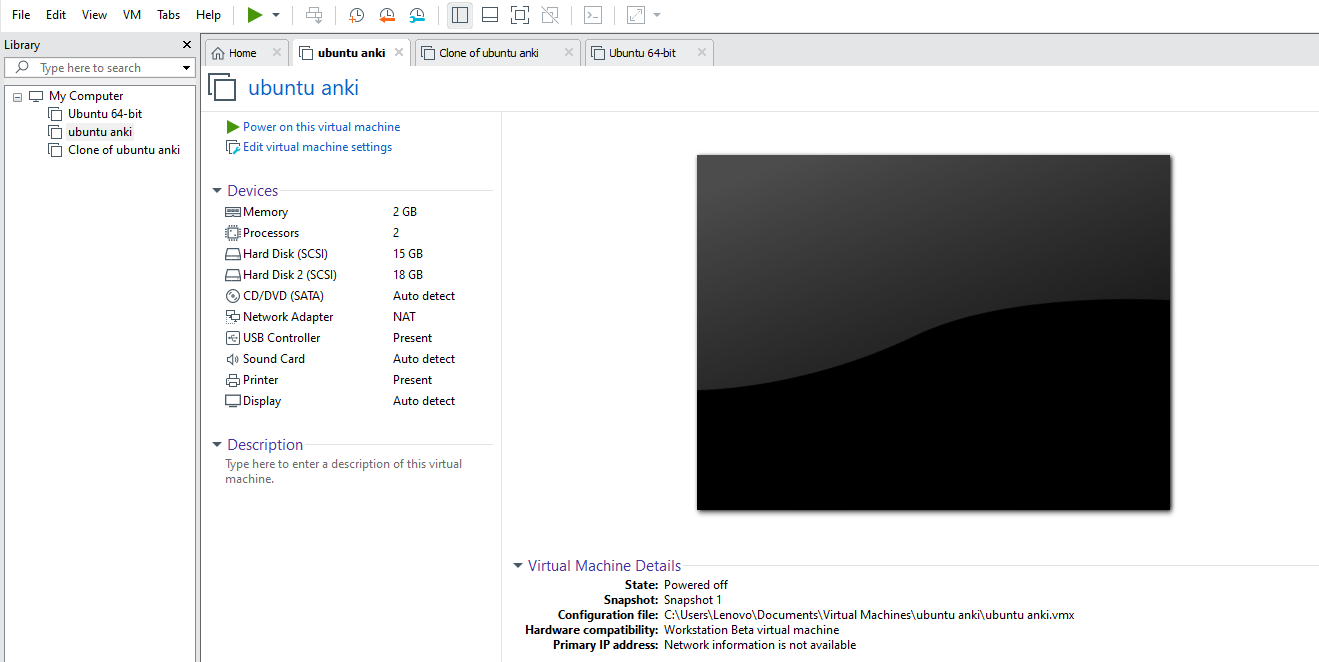 File Edit View VM Tabs Help
Library
Type here to search
My Computer
Ubuntu 64-bit
ubuntu anki
Clone of ubuntu anki
Home
ubuntu anki
Clone of ubuntu anki
Ubuntu 64-bit
ubuntu anki
Power on this virtual machine
Edit virtual machine settings
Devices
Memory 2 GB
Processors 2
Hard Disk (SCSI) 15 GB
Hard Disk 2 (SCSI) 18 GB
CD/DVD (SATA) Auto detect
Network Adapter NAT
USB Controller Present
Sound Card Auto detect
Printer Present
Display Auto detect
Description
Type here to enter a description of this virtual
machine.
Virtual Machine Details
State: Powered off
Snapshot: Snapshot 1
Configuration file: C:\Users\Lenovo\Documents\Virtual Machines\ubuntu anki\ubuntu anki.vmx
Hardware compatibility: Workstation Beta virtual machine
Primary IP address: Network information is not available